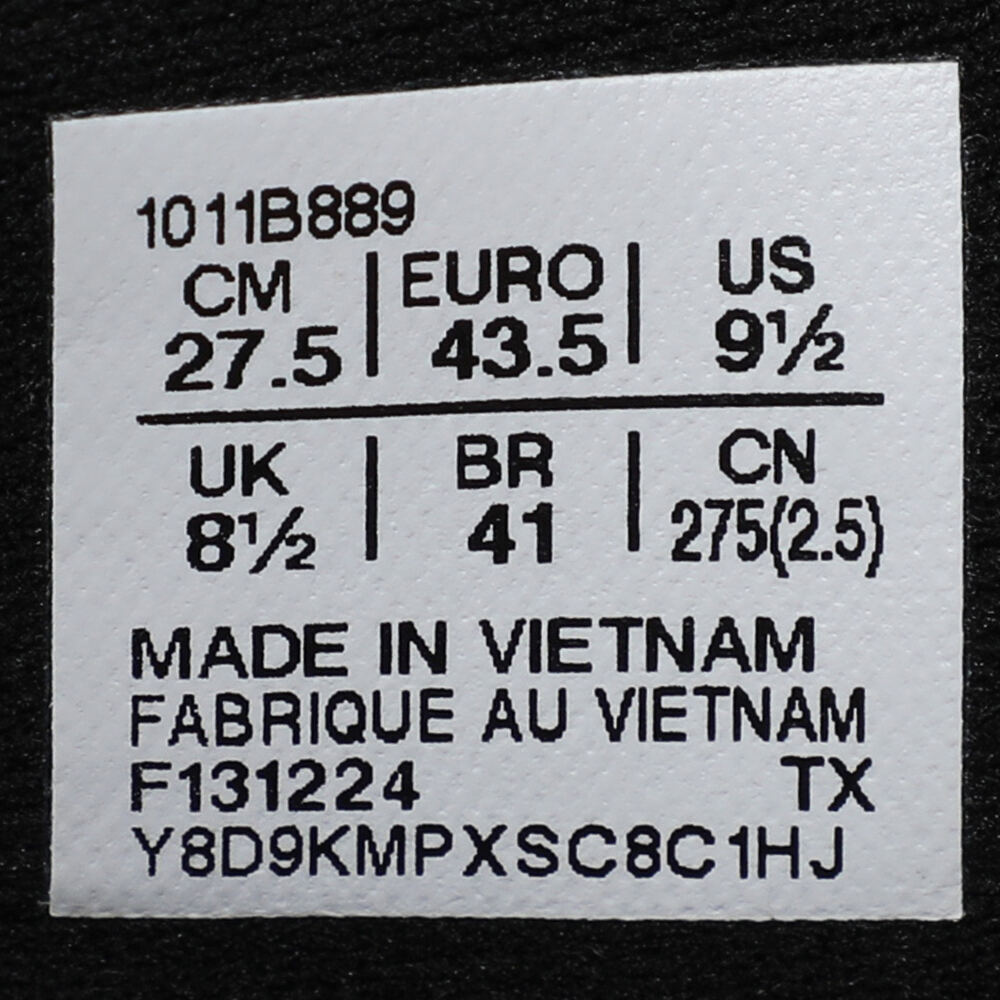 1011B889
CM | EURO | US
27.5 | 43.5 | 9½
UK | BR | CN
8½ | 41 | 275(2.5)
MADE IN VIETNAM
FABRIQUE AU VIETNAM
F131224 TX
Y8D9KMPXSC8C1HJ